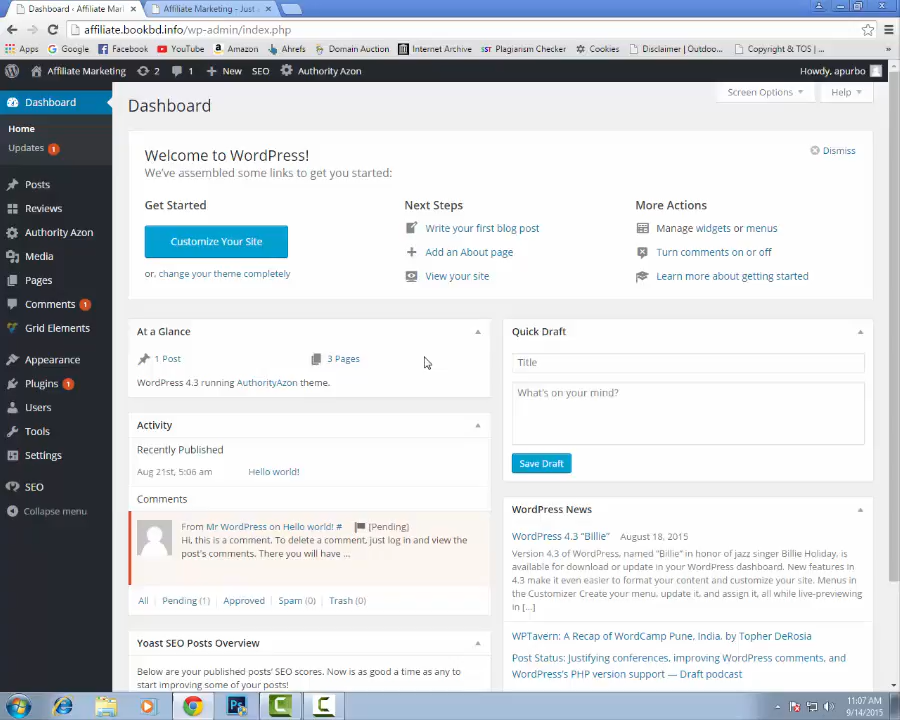 Dashboard ‹ Affiliate Mar
Affiliate Marketing - Just
affiliate.bookbd.info/wp-admin/index.php
Apps Google Facebook YouTube Amazon Ahrefs Domain Auction Internet Archive SST Plagiarism Checker Cookies Disclaimer | Outdoo... Copyright & TOS | ... »
Affiliate Marketing 2 1 + New SEO Authority Azon Howdy, apurbo
Dashboard
Home
Updates 1
Posts
Reviews
Authority Azon
Media
Pages
Comments 1
Grid Elements
Appearance
Plugins 1
Users
Tools
Settings
SEO
Collapse menu
Dashboard
Screen Options
Help
Welcome to WordPress!
We've assembled some links to get you started:
Dismiss
Get Started
Customize Your Site
or, change your theme completely
Next Steps
Write your first blog post
Add an About page
View your site
More Actions
Manage widgets or menus
Turn comments on or off
Learn more about getting started
At a Glance
1 Post
3 Pages
WordPress 4.3 running AuthorityAzon theme.
Activity
Recently Published
Aug 21st, 5:06 am Hello world!
Comments
From Mr WordPress on Hello world! # [Pending]
Hi, this is a comment. To delete a comment, just log in and view the
post's comments. There you will have ...
All | Pending (1) | Approved | Spam (0) | Trash (0)
Yoast SEO Posts Overview
Below are your published posts' SEO scores. Now is as good a time as any to
start improving some of your posts!
Quick Draft
Title
What's on your mind?
Save Draft
WordPress News
WordPress 4.3 "Billie" August 18, 2015
Version 4.3 of WordPress, named "Billie" in honor of jazz singer Billie Holiday, is
available for download or update in your WordPress dashboard. New features in
4.3 make it even easier to format your content and customize your site. Menus in
the Customizer Create your menu, update it, and assign it, all while live-previewing
in [...]
WPTavern: A Recap of WordCamp Pune, India, by Topher DeRosia
Post Status: Justifying conferences, improving WordPress comments, and
WordPress's PHP version support — Draft podcast
11:07 AM
9/14/2015